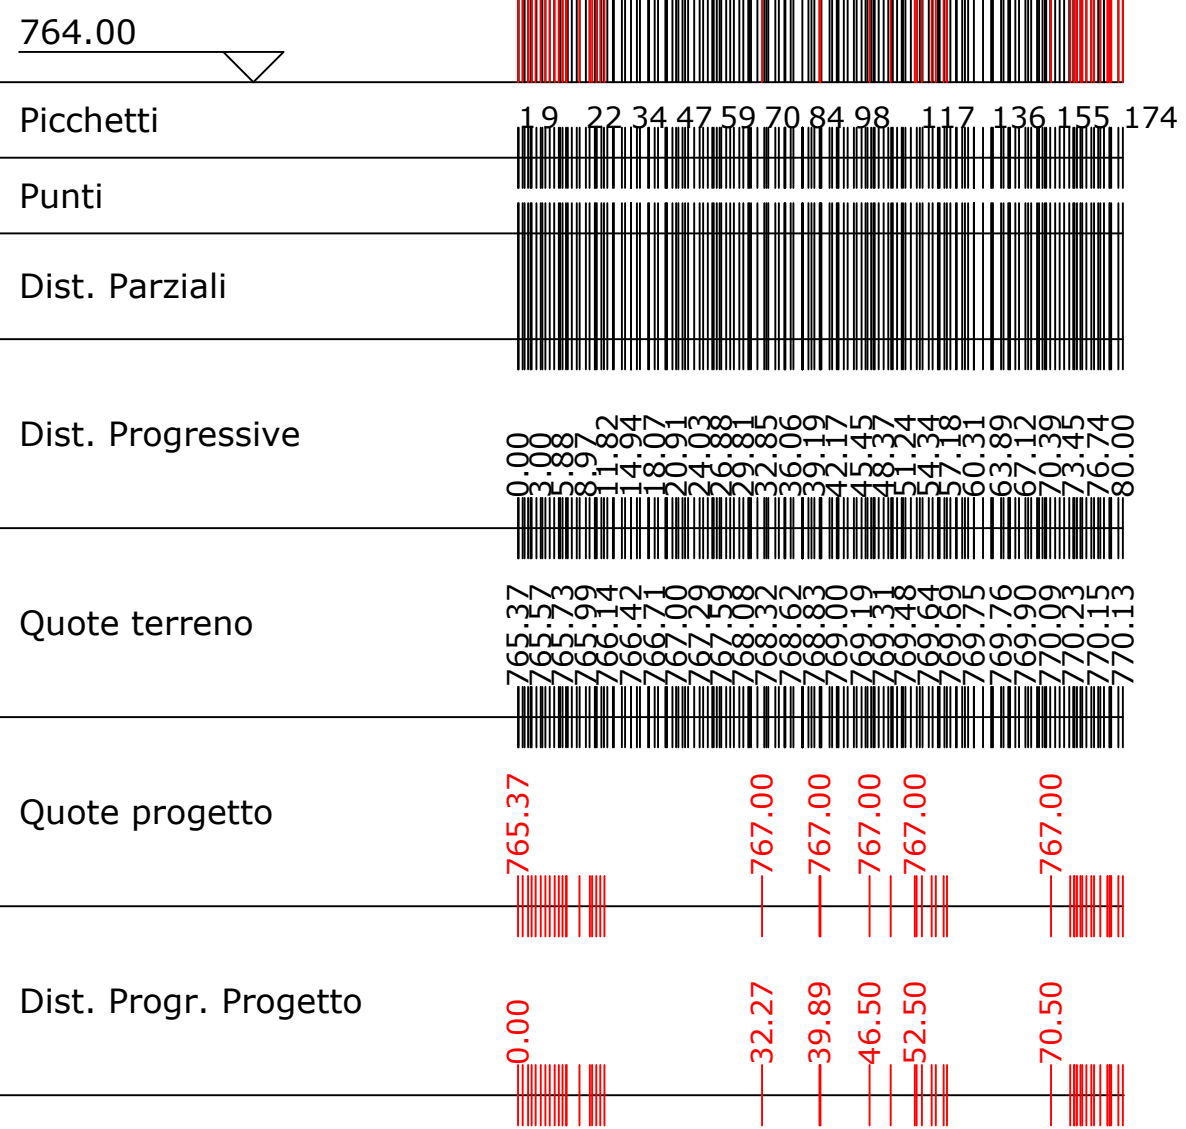 764.00
Picchetti 1 9 22 34 47 59 70 84 98 117 136 155 174
Punti
Dist. Parziali
Dist. Progressive 0.00 3.00 5.88 8.97 11.82 14.94 18.07 20.91 24.03 26.88 29.81 32.85 36.06 39.19 42.17 45.45 48.37 51.24 54.34 57.18 60.31 63.89 67.12 70.39 73.45 76.74 80.00
Quote terreno 765.37 765.57 765.73 765.99 766.14 766.42 766.71 767.00 767.29 767.59 768.08 768.32 768.62 768.83 769.00 769.19 769.31 769.48 769.64 769.69 769.75 769.76 769.90 770.09 770.23 770.15 770.13
Quote progetto 765.37 767.00 767.00 767.00 767.00 767.00
Dist. Progr. Progetto 0.00 32.27 39.89 46.50 52.50 70.50